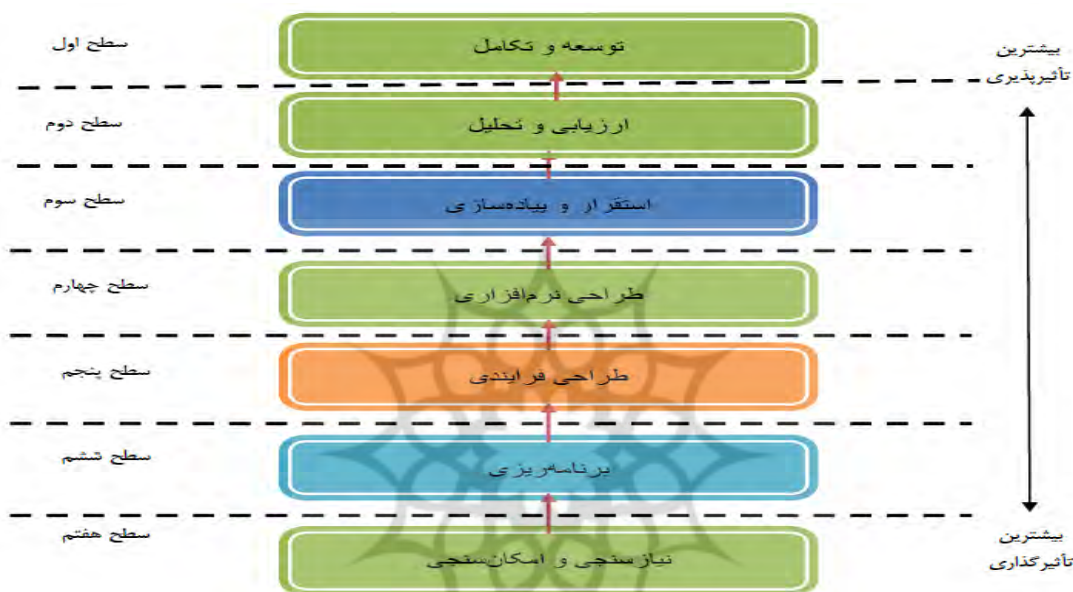 سطح اول
توسعه و تکامل
بیشترین
تأثیرپذیری
سطح دوم
ارزیابی و تحلیل
سطح سوم
استقرار و پیاده‌سازی
سطح چهارم
طراحی نرم‌افزاری
سطح پنجم
طراحی فرایندی
سطح ششم
برنامه‌ریزی
سطح هفتم
نیازسنجی و امکان‌سنجی
بیشترین
تأثیرگذاری